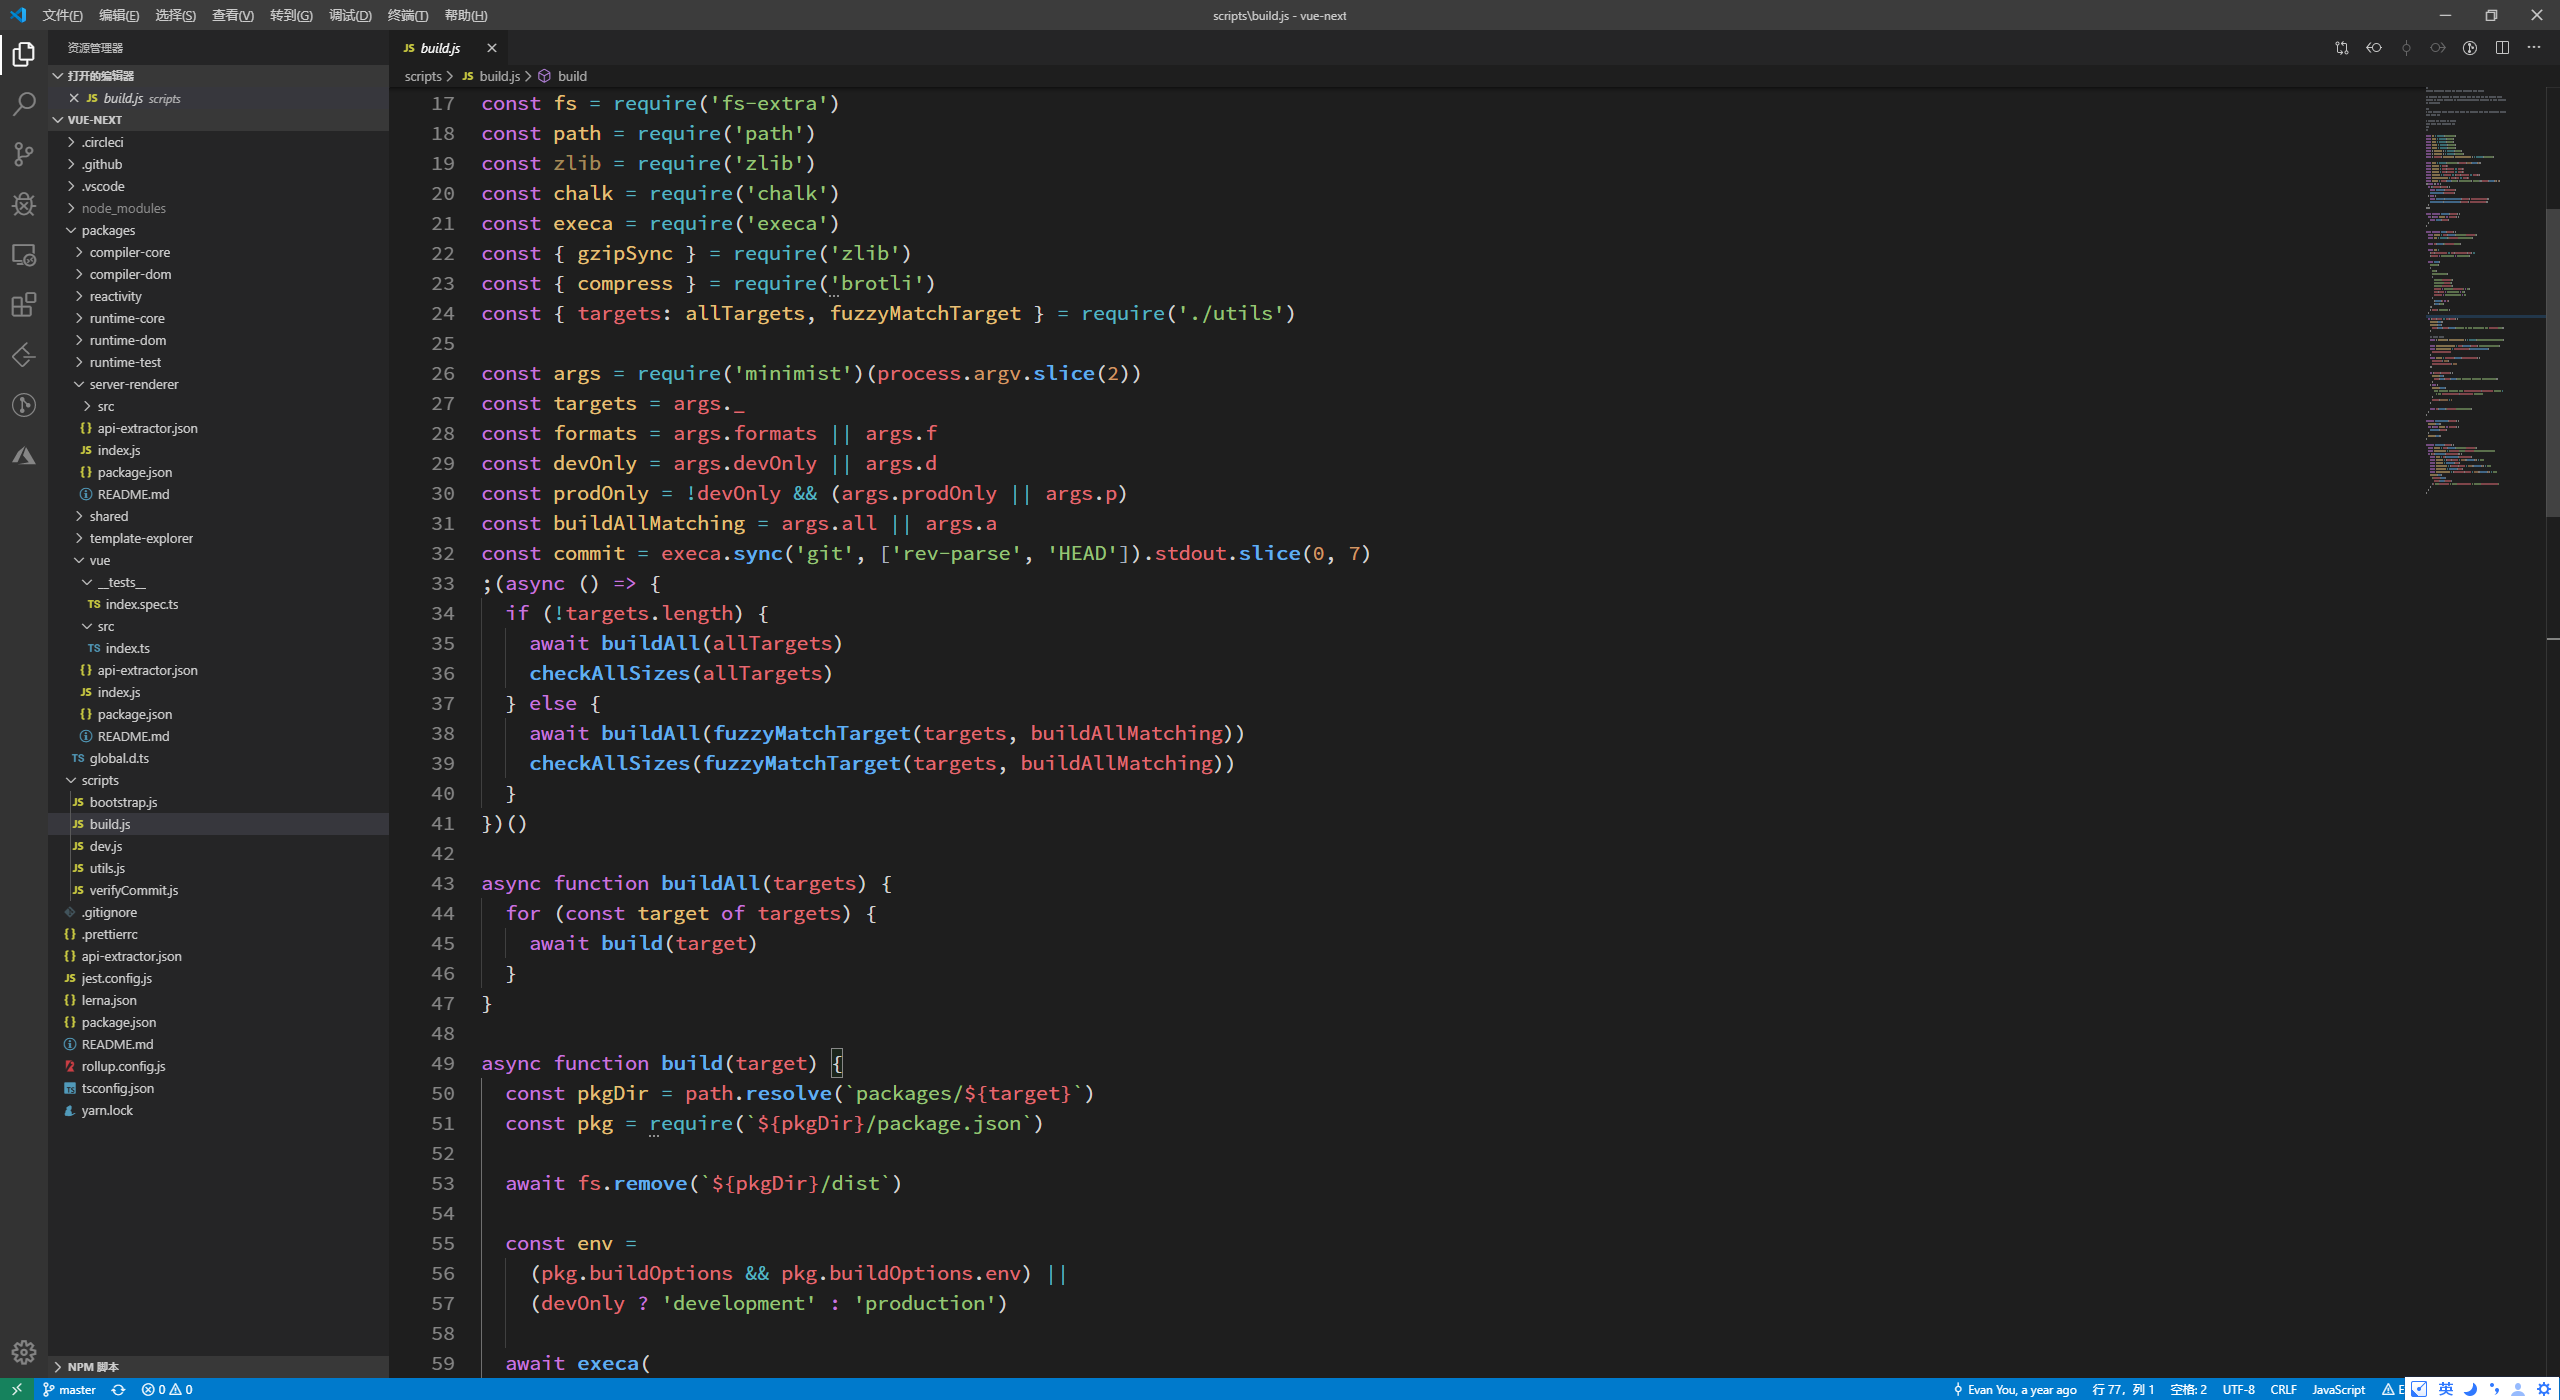 文件(F) 编辑(E) 选择(S) 查看(V) 转到(G) 调试(D) 终端(T) 帮助(H)
scripts\build.js - vue-next
资源管理器
打开的编辑器
JS build.js scripts
VUE-NEXT
.circleci
.github
.vscode
node_modules
packages
compiler-core
compiler-dom
reactivity
runtime-core
runtime-dom
runtime-test
server-renderer
src
{} api-extractor.json
JS index.js
{} package.json
README.md
shared
template-explorer
vue
__tests__
TS index.spec.ts
src
TS index.ts
{} api-extractor.json
JS index.js
{} package.json
README.md
TS global.d.ts
scripts
JS bootstrap.js
JS build.js
JS dev.js
JS utils.js
JS verifyCommit.js
.gitignore
{} .prettierrc
{} api-extractor.json
JS jest.config.js
{} lerna.json
{} package.json
README.md
rollup.config.js
tsconfig.json
yarn.lock
NPM 脚本
JS build.js
scripts > JS build.js > build
17 const fs = require('fs-extra')
18 const path = require('path')
19 const zlib = require('zlib')
20 const chalk = require('chalk')
21 const execa = require('execa')
22 const { gzipSync } = require('zlib')
23 const { compress } = require('brotli')
24 const { targets: allTargets, fuzzyMatchTarget } = require('./utils')
25
26 const args = require('minimist')(process.argv.slice(2))
27 const targets = args._
28 const formats = args.formats || args.f
29 const devOnly = args.devOnly || args.d
30 const prodOnly = !devOnly && (args.prodOnly || args.p)
31 const buildAllMatching = args.all || args.a
32 const commit = execa.sync('git', ['rev-parse', 'HEAD']).stdout.slice(0, 7)
33 ;(async () => {
34 if (!targets.length) {
35 await buildAll(allTargets)
36 checkAllSizes(allTargets)
37 } else {
38 await buildAll(fuzzyMatchTarget(targets, buildAllMatching))
39 checkAllSizes(fuzzyMatchTarget(targets, buildAllMatching))
40 }
41 })()
42
43 async function buildAll(targets) {
44 for (const target of targets) {
45 await build(target)
46 }
47 }
48
49 async function build(target) {
50 const pkgDir = path.resolve(`packages/${target}`)
51 const pkg = require(`${pkgDir}/package.json`)
52
53 await fs.remove(`${pkgDir}/dist`)
54
55 const env =
56 (pkg.buildOptions && pkg.buildOptions.env) ||
57 (devOnly ? 'development' : 'production')
58
59 await execa(
master 0 0 Evan You, a year ago 行 77，列 1 空格: 2 UTF-8 CRLF JavaScript E 英